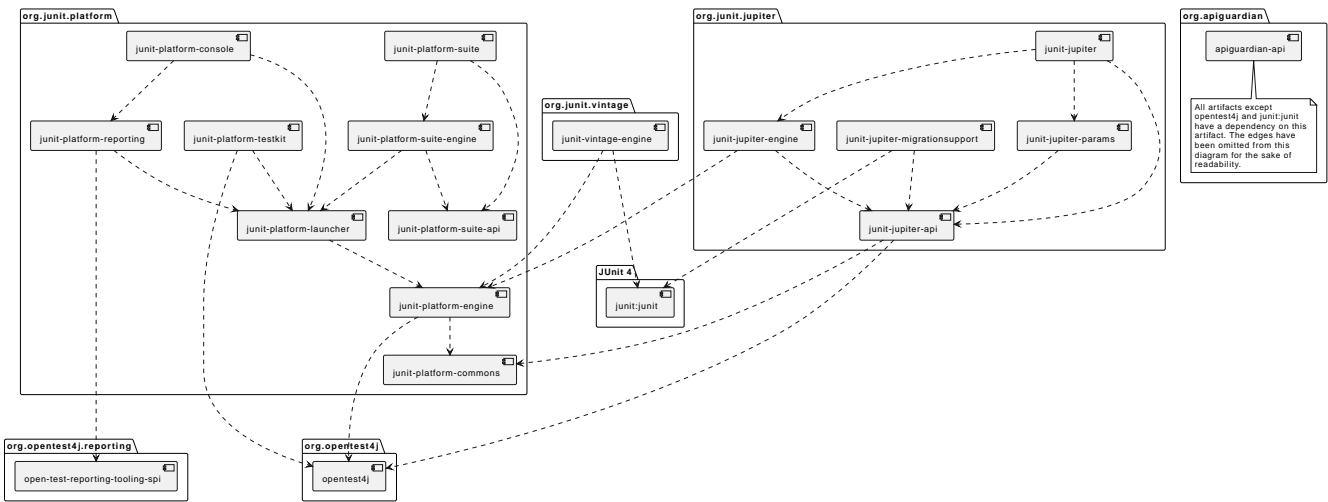 org.junit.platform
junit-platform-console
junit-platform-suite
junit-platform-reporting
junit-platform-testkit
junit-platform-suite-engine
junit-platform-launcher
junit-platform-suite-api
junit-platform-engine
junit-platform-commons
org.junit.vintage
junit-vintage-engine
JUnit 4
junit:junit
org.junit.jupiter
junit-jupiter
junit-jupiter-engine
junit-jupiter-migrationsupport
junit-jupiter-params
junit-jupiter-api
org.apiguardian
apiguardian-api
All artifacts except
opentest4j and junit:junit
have a dependency on this
artifact. The edges have
been omitted from this
diagram for the sake of
readability.
org.opentest4j.reporting
open-test-reporting-tooling-spi
org.opentest4j
opentest4j